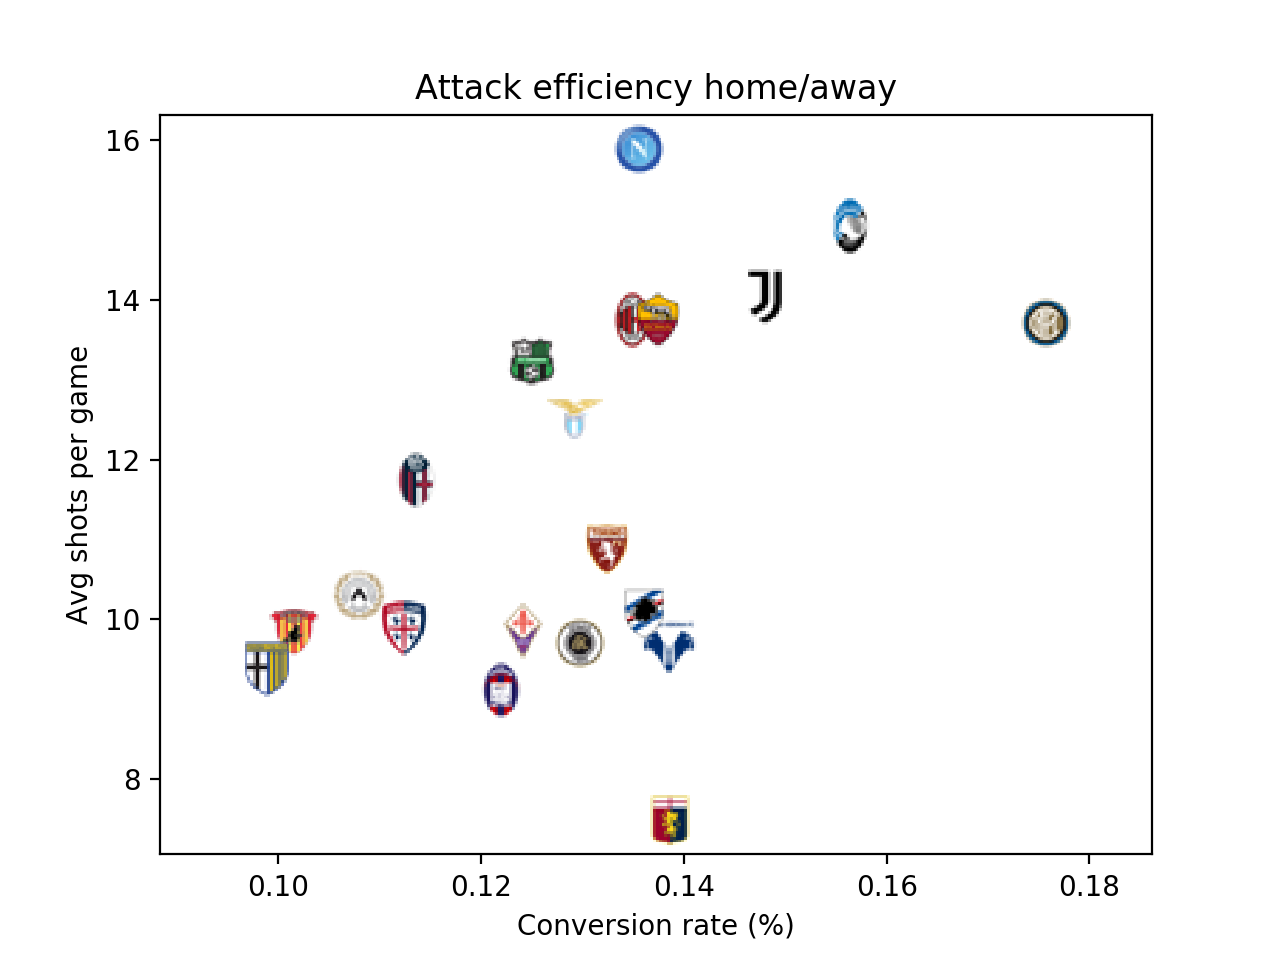 Attack efficiency home/away
Avg shots per game
16
14
12
10
8
0.10 0.12 0.14 0.16 0.18
Conversion rate (%)
N